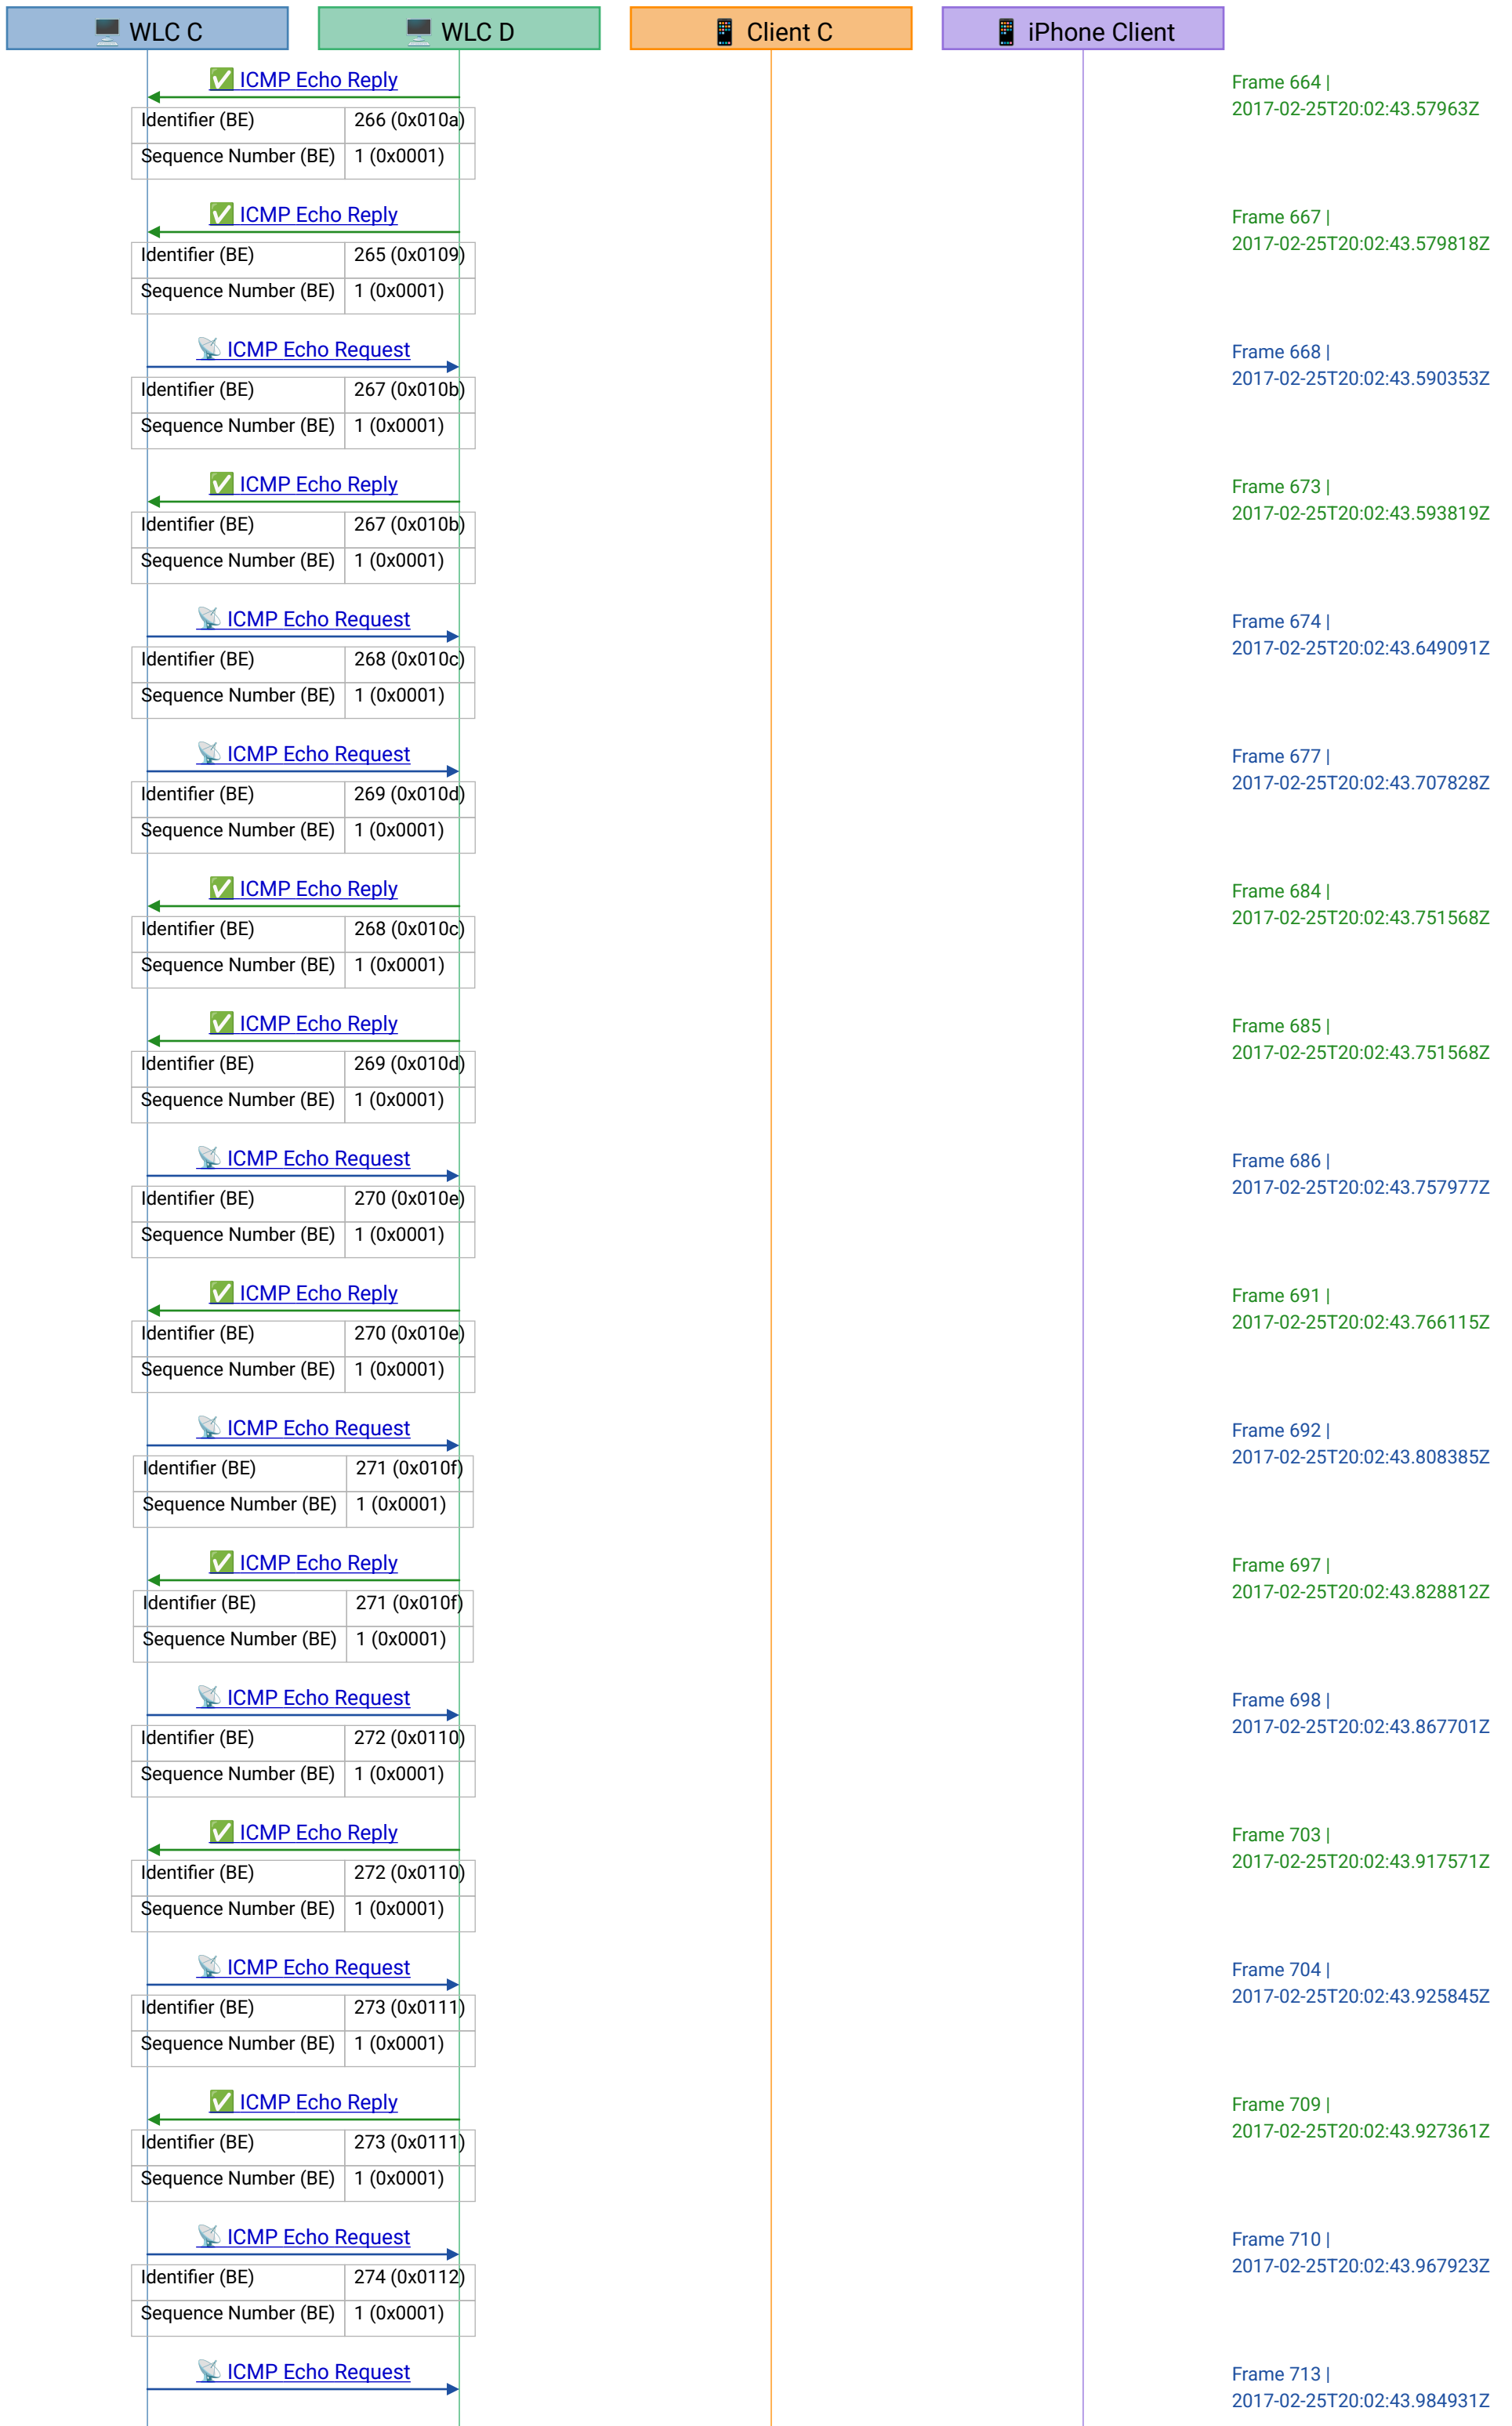 WLC C
WLC D
Client C
iPhone Client
ICMP Echo Reply
Frame 664 |
2017-02-25T20:02:43.57963Z
Identifier (BE) 266 (0x010a)
Sequence Number (BE) 1 (0x0001)
ICMP Echo Reply
Frame 667 |
2017-02-25T20:02:43.579818Z
Identifier (BE) 265 (0x0109)
Sequence Number (BE) 1 (0x0001)
ICMP Echo Request
Frame 668 |
2017-02-25T20:02:43.590353Z
Identifier (BE) 267 (0x010b)
Sequence Number (BE) 1 (0x0001)
ICMP Echo Reply
Frame 673 |
2017-02-25T20:02:43.593819Z
Identifier (BE) 267 (0x010b)
Sequence Number (BE) 1 (0x0001)
ICMP Echo Request
Frame 674 |
2017-02-25T20:02:43.649091Z
Identifier (BE) 268 (0x010c)
Sequence Number (BE) 1 (0x0001)
ICMP Echo Request
Frame 677 |
2017-02-25T20:02:43.707828Z
Identifier (BE) 269 (0x010d)
Sequence Number (BE) 1 (0x0001)
ICMP Echo Reply
Frame 684 |
2017-02-25T20:02:43.751568Z
Identifier (BE) 268 (0x010c)
Sequence Number (BE) 1 (0x0001)
ICMP Echo Reply
Frame 685 |
2017-02-25T20:02:43.751568Z
Identifier (BE) 269 (0x010d)
Sequence Number (BE) 1 (0x0001)
ICMP Echo Request
Frame 686 |
2017-02-25T20:02:43.757977Z
Identifier (BE) 270 (0x010e)
Sequence Number (BE) 1 (0x0001)
ICMP Echo Reply
Frame 691 |
2017-02-25T20:02:43.766115Z
Identifier (BE) 270 (0x010e)
Sequence Number (BE) 1 (0x0001)
ICMP Echo Request
Frame 692 |
2017-02-25T20:02:43.808385Z
Identifier (BE) 271 (0x010f)
Sequence Number (BE) 1 (0x0001)
ICMP Echo Reply
Frame 697 |
2017-02-25T20:02:43.828812Z
Identifier (BE) 271 (0x010f)
Sequence Number (BE) 1 (0x0001)
ICMP Echo Request
Frame 698 |
2017-02-25T20:02:43.867701Z
Identifier (BE) 272 (0x0110)
Sequence Number (BE) 1 (0x0001)
ICMP Echo Reply
Frame 703 |
2017-02-25T20:02:43.917571Z
Identifier (BE) 272 (0x0110)
Sequence Number (BE) 1 (0x0001)
ICMP Echo Request
Frame 704 |
2017-02-25T20:02:43.925845Z
Identifier (BE) 273 (0x0111)
Sequence Number (BE) 1 (0x0001)
ICMP Echo Reply
Frame 709 |
2017-02-25T20:02:43.927361Z
Identifier (BE) 273 (0x0111)
Sequence Number (BE) 1 (0x0001)
ICMP Echo Request
Frame 710 |
2017-02-25T20:02:43.967923Z
Identifier (BE) 274 (0x0112)
Sequence Number (BE) 1 (0x0001)
ICMP Echo Request
Frame 713 |
2017-02-25T20:02:43.984931Z